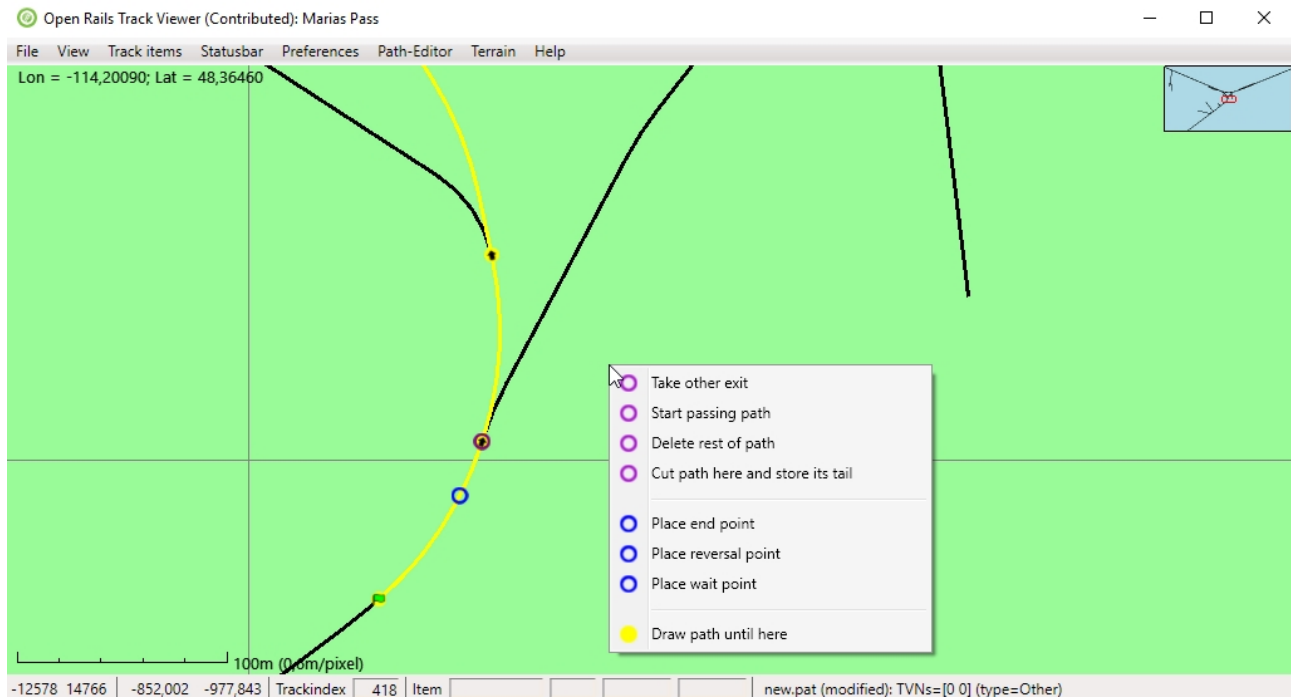 Open Rails Track Viewer (Contributed): Marias Pass
File View Track items Statusbar Preferences Path-Editor Terrain Help
Lon = -114,20090; Lat = 48,36460
Take other exit
Start passing path
Delete rest of path
Cut path here and store its tail
Place end point
Place reversal point
Place wait point
Draw path until here
100m (0,6m/pixel)
-12578 14766 -852,002 -977,843 Trackindex 418 Item new.pat (modified): TVNs=[0 0] (type=Other)